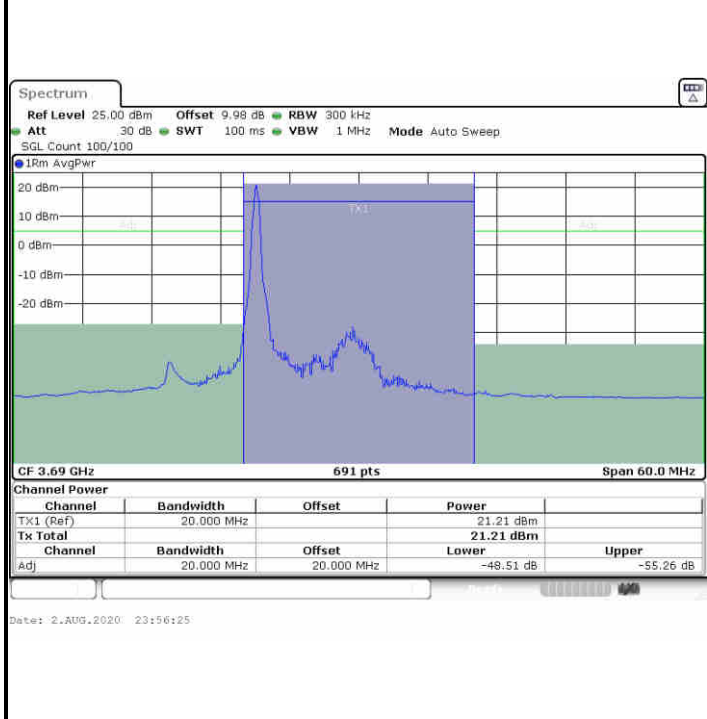 Spectrum
Ref Level 25.00 dBm Offset 9.98 dB RBW 300 kHz
Att 30 dB SWT 100 ms VBW 1 MHz Mode Auto Sweep
SGL Count 100/100
1Rm AvgPwr
20 dBm
TX1
10 dBm
Adj Adj
0 dBm
-10 dBm
-20 dBm
CF 3.69 GHz 691 pts Span 60.0 MHz
Channel Power
Channel Bandwidth Offset Power
TX1 (Ref) 20.000 MHz 21.21 dBm
Tx Total 21.21 dBm
Channel Bandwidth Offset Lower Upper
Adj 20.000 MHz 20.000 MHz -48.51 dB -55.26 dB
Date: 2.AUG.2020 23:56:25